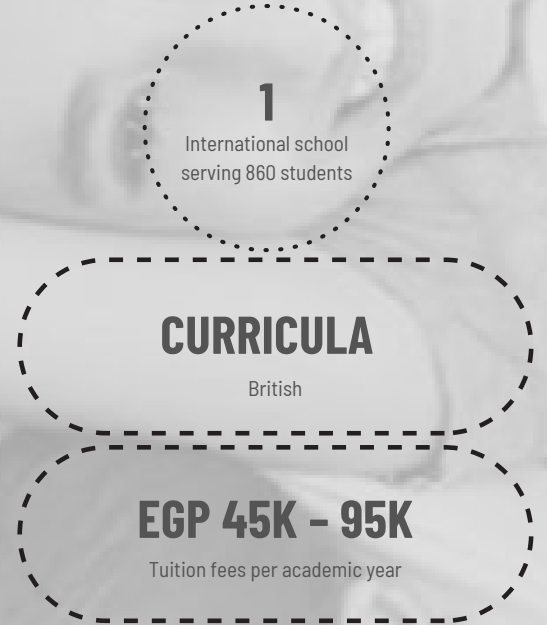 1
International school
serving 860 students
CURRICULA
British
EGP 45K – 95K
Tuition fees per academic year